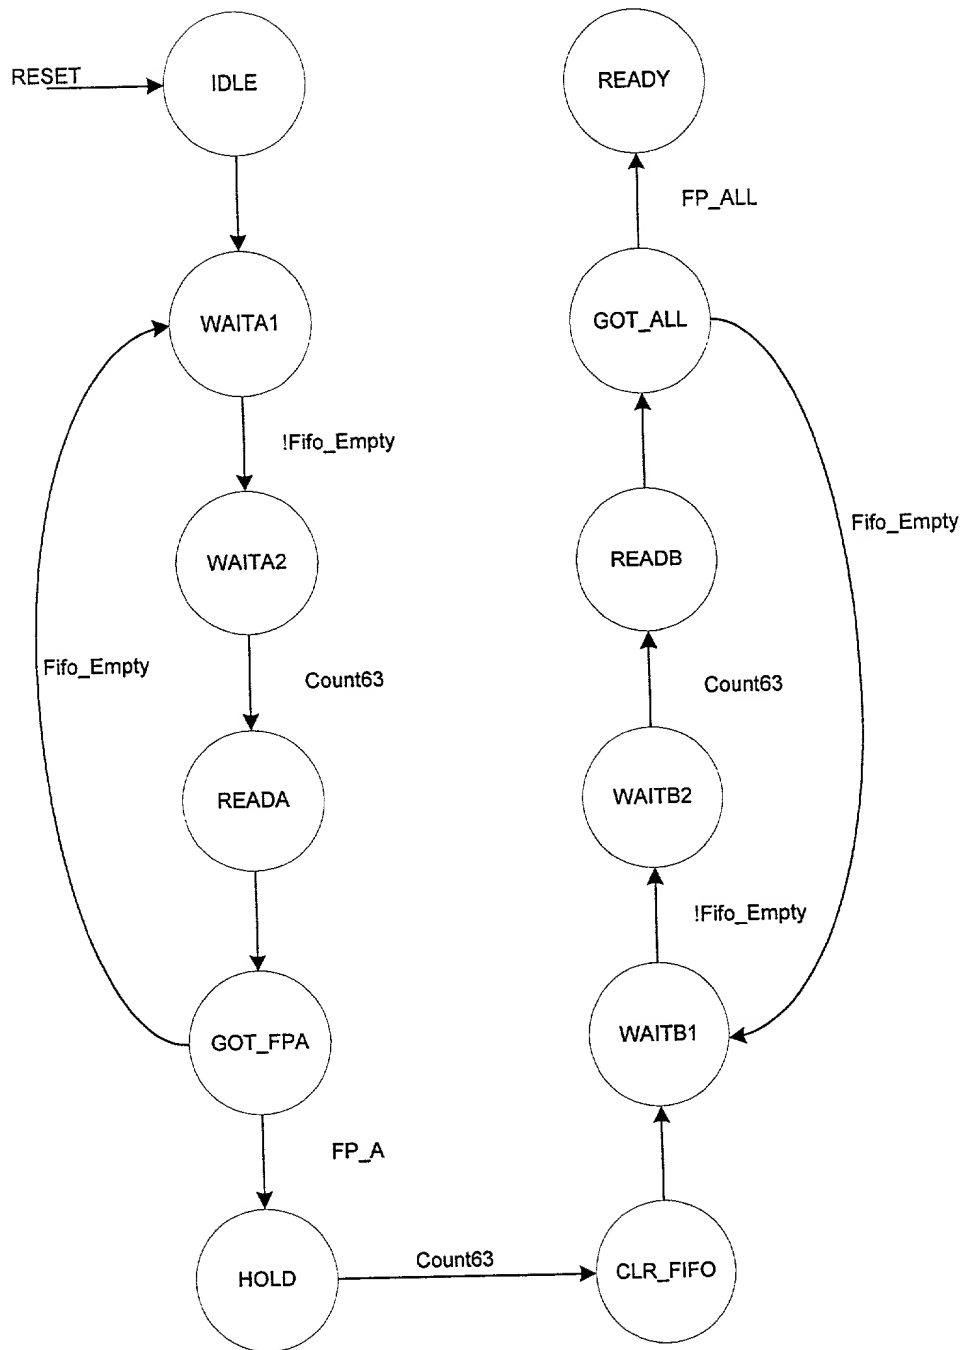 RESET
IDLE
READY
FP_ALL
WAITA1
GOT_ALL
!Fifo_Empty
Fifo_Empty
WAITA2
READB
Fifo_Empty
Count63
Count63
READA
WAITB2
!Fifo_Empty
GOT_FPA
WAITB1
FP_A
HOLD
Count63
CLR_FIFO